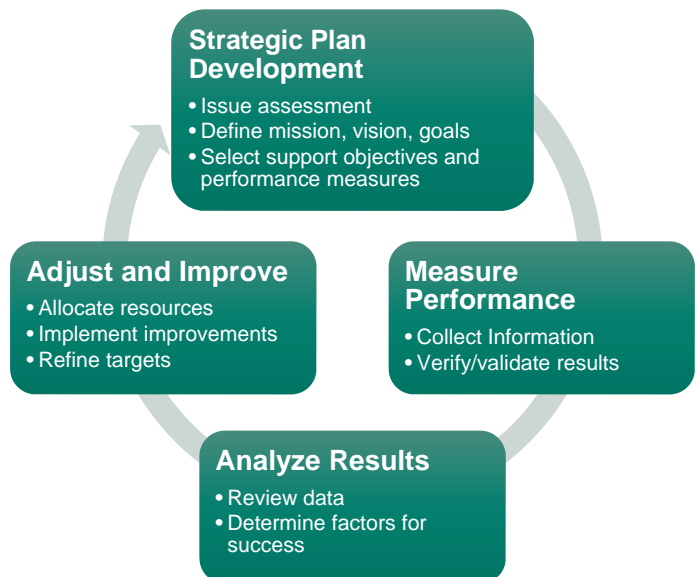 Strategic Plan
Development
• Issue assessment
• Define mission, vision, goals
• Select support objectives and
performance measures
Measure
Performance
• Collect Information
• Verify/validate results
Analyze Results
• Review data
• Determine factors for
success
Adjust and Improve
• Allocate resources
• Implement improvements
• Refine targets